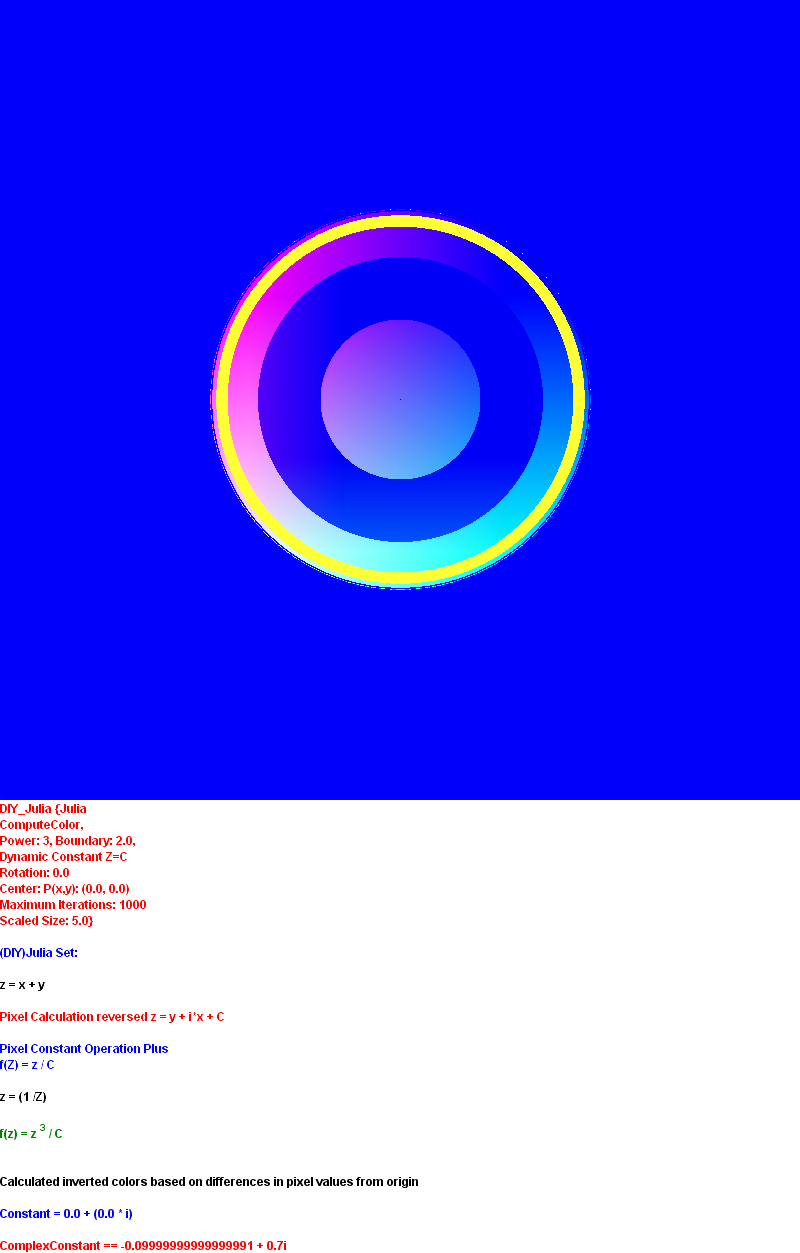 DIY_Julia {Julia
ComputeColor,
Power: 3, Boundary: 2.0,
Dynamic Constant Z=C
Rotation: 0.0
Center: P(x,y): (0.0, 0.0)
Maximum Iterations: 1000
Scaled Size: 5.0}
(DIY)Julia Set:
z = x + y
Pixel Calculation reversed z = y + i*x + C
Pixel Constant Operation Plus
f(Z) = z / C
z = (1 /Z)
f(z) = z ³ / C
Calculated inverted colors based on differences in pixel values from origin
Constant = 0.0 + (0.0 * i)
ComplexConstant == -0.09999999999999991 + 0.7i